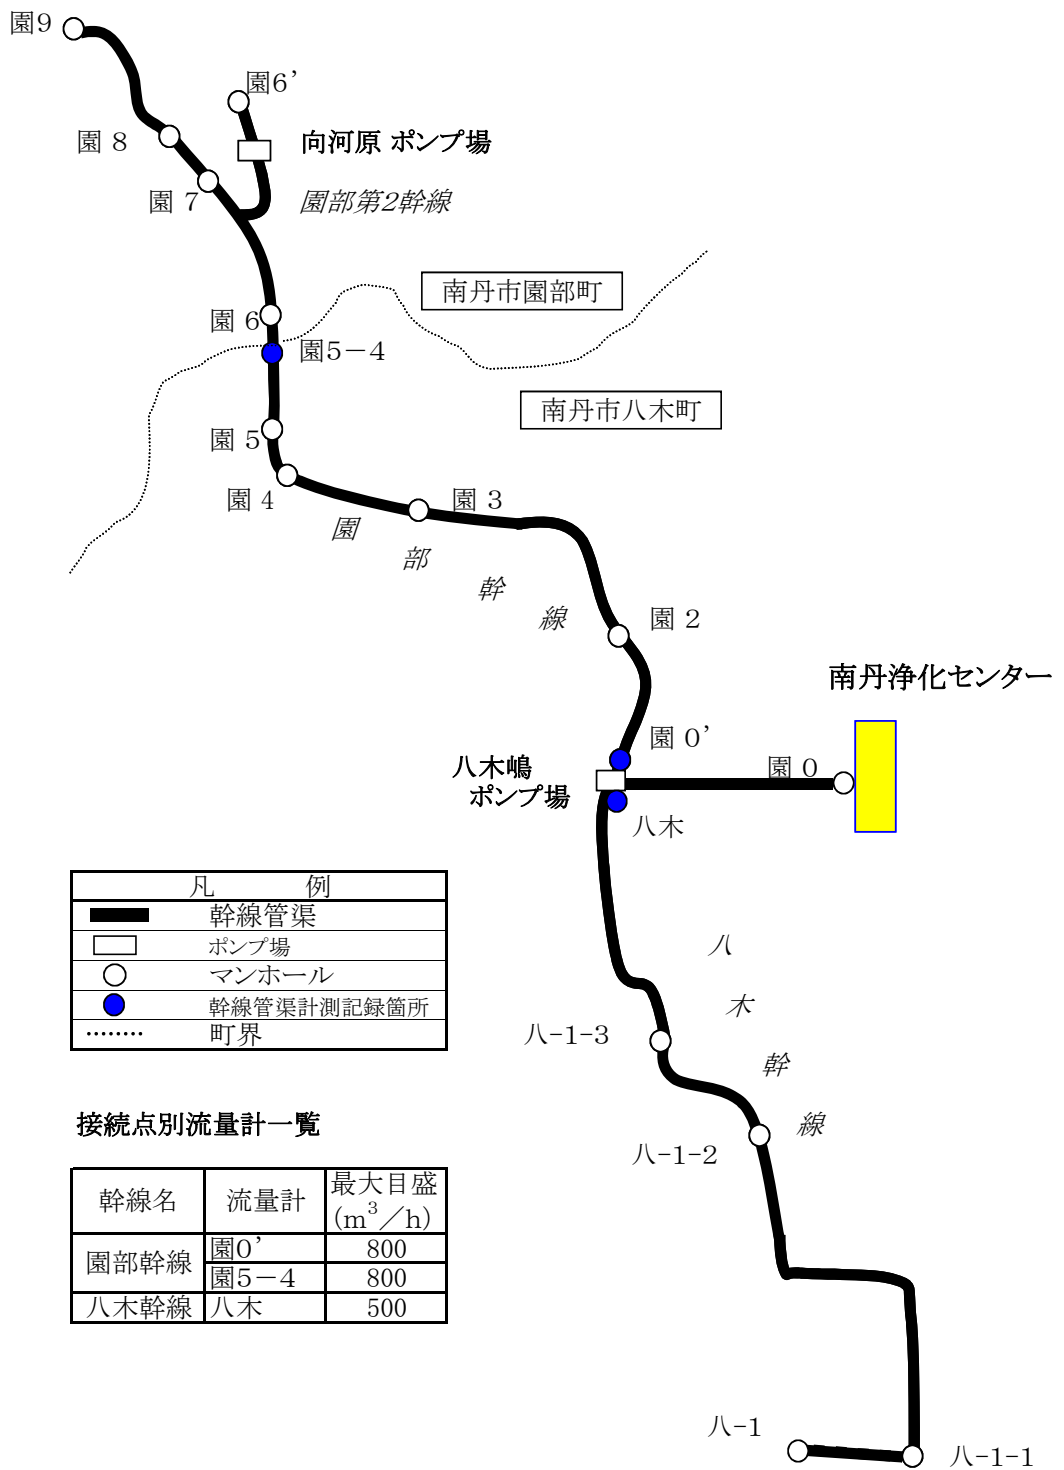 園9
園6’
園 8
向河原 ポンプ場
園 7
園部第2幹線
南丹市園部町
園 6
園5－4
南丹市八木町
園 5
園 4
園 3
園部幹線
園 2
南丹浄化センター
園 0’
八木嶋
ポンプ場
園 0
八木
凡 例
幹線管渠
ポンプ場
マンホール
幹線管渠計測記録箇所
町界
八木幹線
八-1-3
八-1-2
接続点別流量計一覧
幹線名 流量計 最大目盛
(m³／h)
園部幹線 園0’ 800
園5－4 800
八木幹線 八木 500
八-1
八-1-1